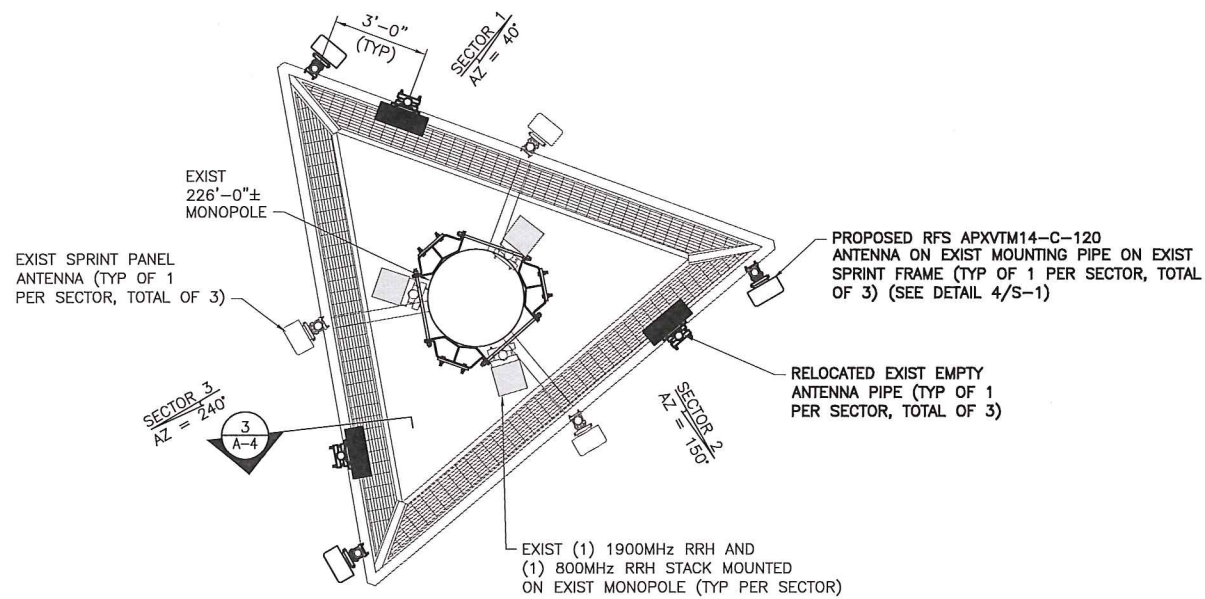 3'-0"
(TYP)
SECTOR 1
AZ = 40°
EXIST
226'-0"±
MONOPOLE
EXIST SPRINT PANEL
ANTENNA (TYP OF 1
PER SECTOR, TOTAL OF 3)
PROPOSED RFS APXVTM14-C-120
ANTENNA ON EXIST MOUNTING PIPE ON EXIST
SPRINT FRAME (TYP OF 1 PER SECTOR, TOTAL
OF 3) (SEE DETAIL 4/S-1)
RELOCATED EXIST EMPTY
ANTENNA PIPE (TYP OF 1
PER SECTOR, TOTAL OF 3)
SECTOR 2
AZ = 150°
SECTOR 3
AZ = 240°
3
A-4
EXIST (1) 1900MHz RRH AND
(1) 800MHz RRH STACK MOUNTED
ON EXIST MONOPOLE (TYP PER SECTOR)